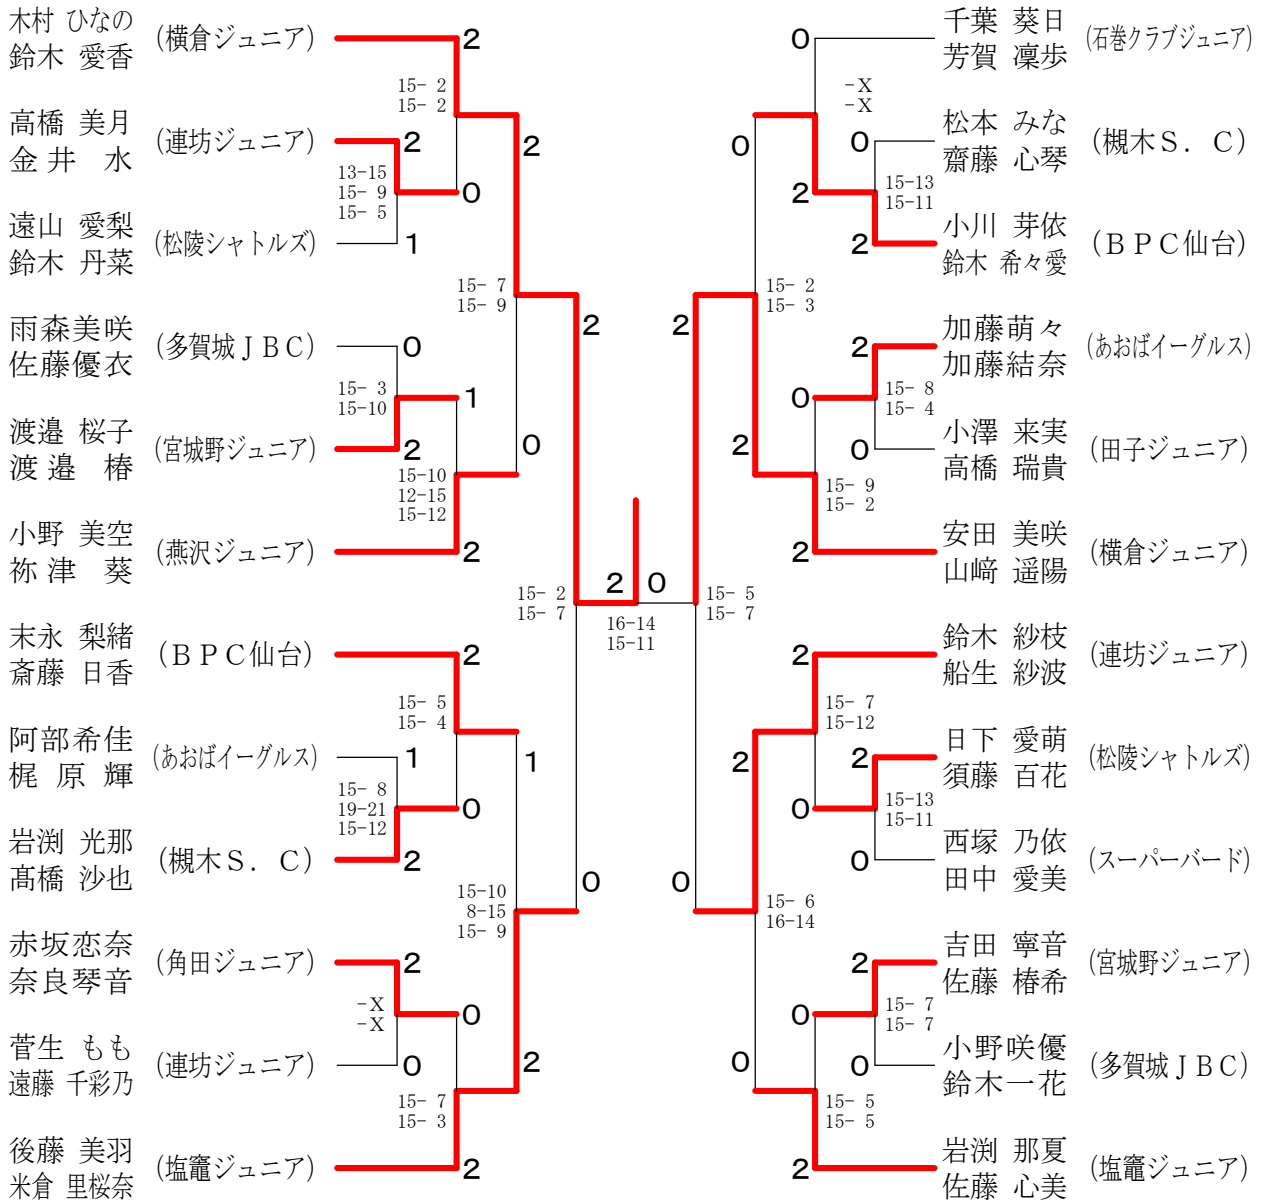 木村 ひなの
鈴木 愛香
(横倉ジュニア)
2
15- 2
15- 2
高橋 美月
金井 水
(連坊ジュニア)
2
13-15
15- 9
15- 5
0
遠山 愛梨
鈴木 丹菜
(松陵シャトルズ)
1
2
15- 7
15- 9
雨森美咲
佐藤優衣
(多賀城ＪＢＣ)
0
15- 3
15-10
1
渡邉 桜子
渡邉 椿
(宮城野ジュニア)
2
15-10
12-15
15-12
0
小野 美空
祢津 葵
(燕沢ジュニア)
2
2
15- 2
15- 7
末永 梨緒
斎藤 日香
(ＢＰＣ仙台)
2
15- 5
15- 4
阿部希佳
梶原輝
(あおばイーグルス)
1
15- 8
19-21
15-12
0
岩渕 光那
髙橋 沙也
(槻木Ｓ．Ｃ)
2
1
15-10
8-15
15- 9
0
赤坂恋奈
奈良琴音
(角田ジュニア)
2
-X
-X
0
菅生 もも
遠藤 千彩乃
(連坊ジュニア)
0
15- 7
15- 3
2
後藤 美羽
米倉 里桜奈
(塩竈ジュニア)
2
2
0
16-14
15-11
千葉 葵日
芳賀 凜歩
(石巻クラブジュニア)
0
-X
-X
松本 みな
齋藤 心琴
(槻木Ｓ．Ｃ)
0
15-13
15-11
2
小川 芽依
鈴木 希々愛
(ＢＰＣ仙台)
2
0
15- 2
15- 3
加藤萌々
加藤結奈
(あおばイーグルス)
2
15- 8
15- 4
0
小澤 来実
高橋 瑞貴
(田子ジュニア)
0
15- 9
15- 2
2
安田 美咲
山﨑 遥陽
(横倉ジュニア)
2
2
15- 5
15- 7
鈴木 紗枝
船生 紗波
(連坊ジュニア)
2
15- 7
15-12
日下 愛萌
須藤 百花
(松陵シャトルズ)
2
15-13
15-11
0
西塚 乃依
田中 愛美
(スーパーバード)
0
2
15- 6
16-14
0
吉田 寧音
佐藤 椿希
(宮城野ジュニア)
2
15- 7
15- 7
0
小野咲優
鈴木一花
(多賀城ＪＢＣ)
0
15- 5
15- 5
0
岩渕 那夏
佐藤 心美
(塩竈ジュニア)
2